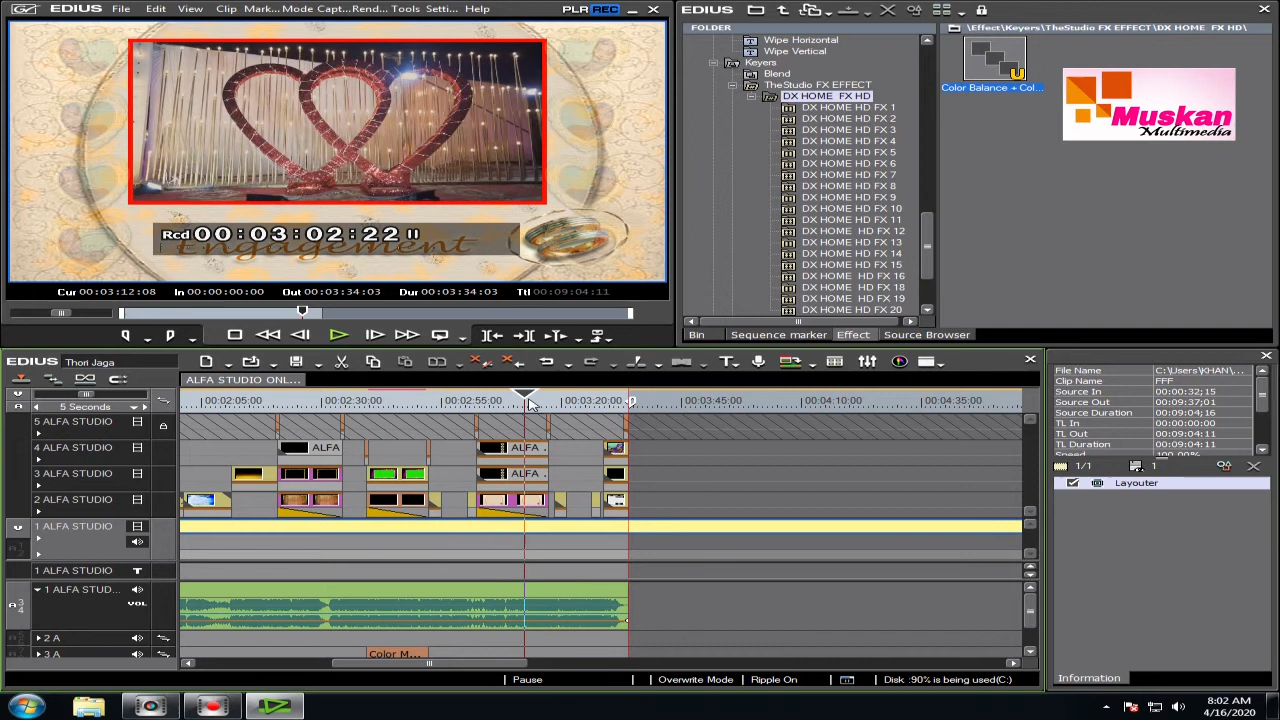 EDIUS File Edit View Clip Mark... Mode Capt... Rend... Tools Setti... Help PLR REC
Rcd 00:03:02:22
Engagement
Cur 00:03:12:08 In 00:00:00:00 Out 00:03:34:03 Dur 00:03:34:03 Ttl 00:09:04:11
EDIUS
FOLDER
Wipe Horizontal
Wipe Vertical
Keyers
Blend
TheStudio FX EFFECT
DX HOME FX HD
DX HOME HD FX 1
DX HOME HD FX 2
DX HOME HD FX 3
DX HOME HD FX 4
DX HOME HD FX 5
DX HOME HD FX 6
DX HOME HD FX 7
DX HOME HD FX 8
DX HOME HD FX 9
DX HOME HD FX 10
DX HOME HD FX 11
DX HOME HD FX 12
DX HOME HD FX 13
DX HOME HD FX 14
DX HOME HD FX 15
DX HOME HD FX 16
DX HOME HD FX 18
DX HOME HD FX 19
DX HOME HD FX 20
\Effect\Keyers\TheStudio FX EFFECT\DX HOME FX HD\
U
Color Balance + Col...
Muskan
Multimedia
Bin Sequence marker Effect Source Browser
EDIUS Thori Jaga
ALFA STUDIO ONL...
5 Seconds 00:02:05:00 00:02:30:00 00:02:55:00 00:03:20:00 00:03:45:00 00:04:10:00 00:04:35:00
5 ALFA STUDIO
4 ALFA STUDIO ALFA ALFA .
3 ALFA STUDIO ALFA .
2 ALFA STUDIO
1 ALFA STUDIO
1 ALFA STUDIO T
1 ALFA STUD...
VOL
2 A
3 A Color M...
Pause Overwrite Mode Ripple On Disk :90% is being used(C:)
File Name C:\Users\KHAN...
Clip Name FFF
Source In 00:00:32;15
Source Out 00:09:37;01
Source Duration 00:09:04;16
TL In 00:00:00:00
TL Out 00:09:04:11
TL Duration 00:09:04:11
Speed 100.00%
1/1 1
Layouter
Information
8:02 AM
4/16/2020